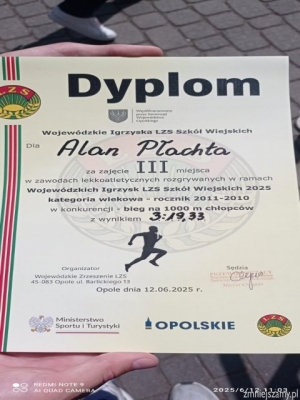 LZS
Dyplom
Wojewódzkie Igrzyska LZS Szkół Wiejskich
Dla Alan Płachta
za zajęcie III miejsca
w zawodach lekkoatletycznych rozgrywanych w ramach
Wojewódzkich Igrzysk LZS Szkół Wiejskich 2025
kategoria wiekowa - rocznik 2011-2010
w konkurencji - bieg na 1000 m chłopców
z wynikiem 3:19,33
Organizator
Wojewódzkie Zrzeszenie LZS
45-083 Opole ul. Barlickiego 13
Sędzia
Opole dnia 12.06.2025 r.
Ministerstwo
Sportu i Turystyki
OPOLSKIE
LZS
REDMI NOTE 9
AI QUAD CAMERA
2025/6/12 11:03
zmniejszamy.pl